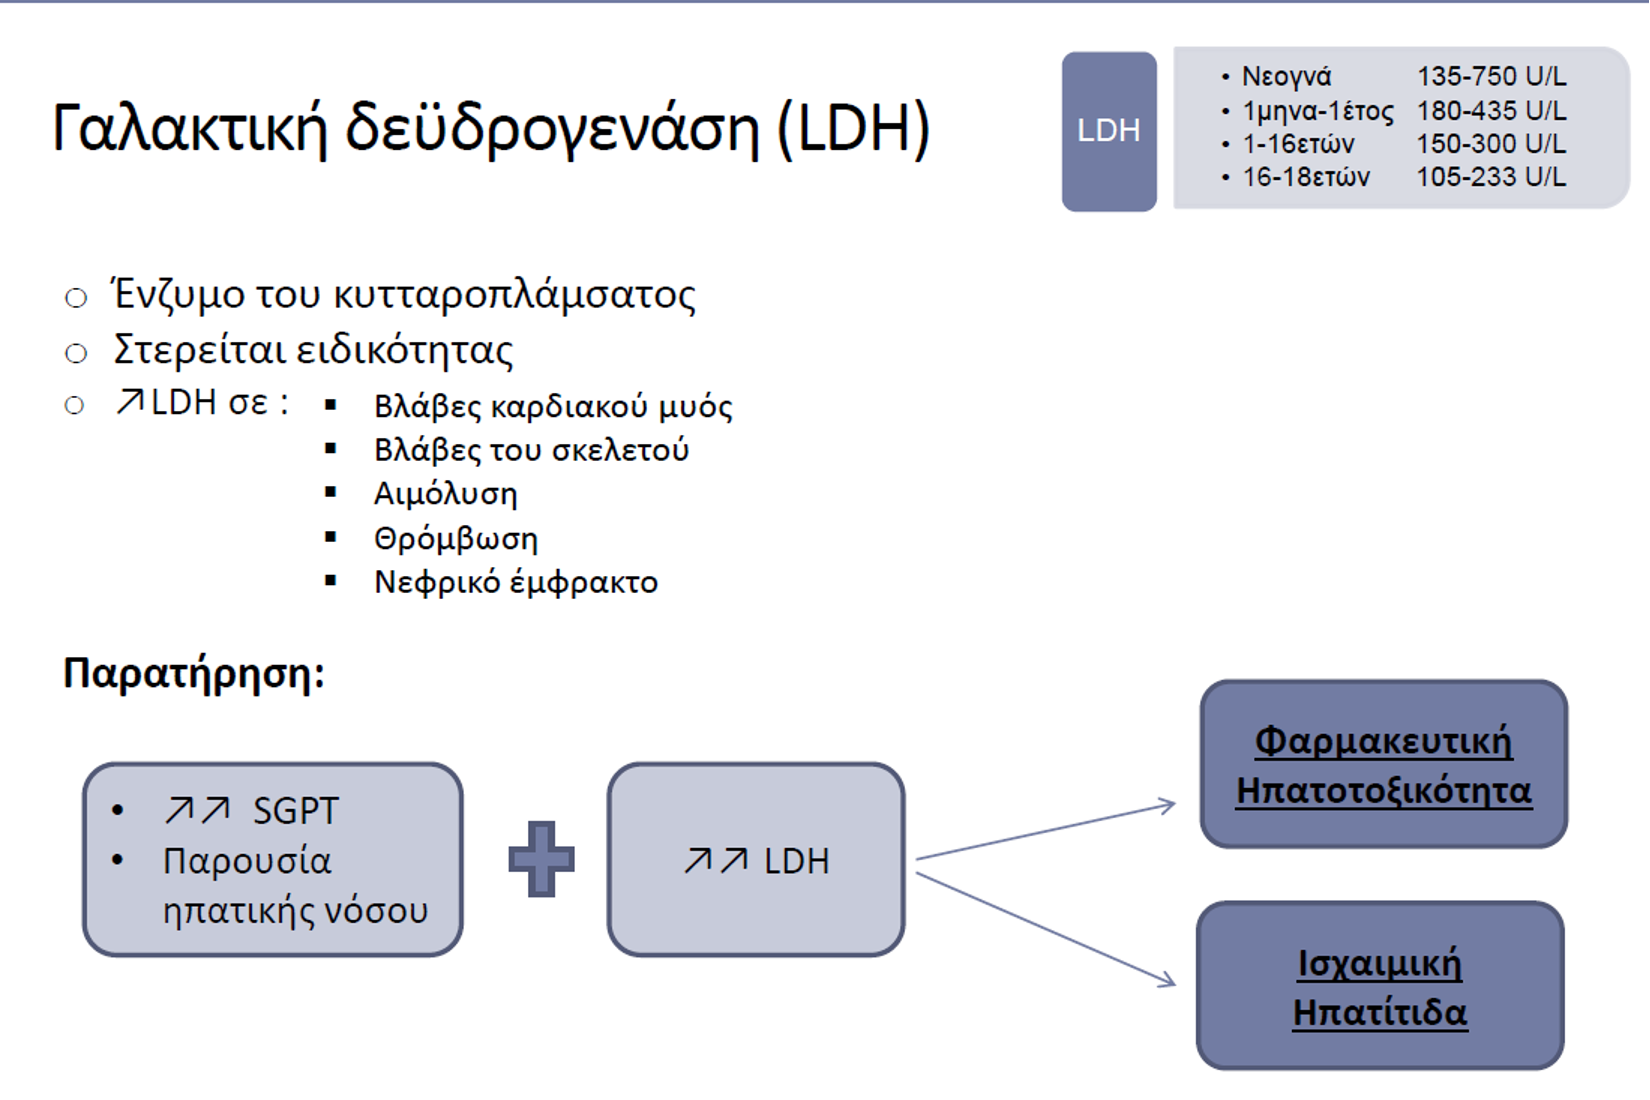 Γαλακτική δεϋδρογενάση (LDH)
LDH
• Νεογνά 135-750 U/L
• 1μηνα-1έτος 180-435 U/L
• 1-16ετών 150-300 U/L
• 16-18ετών 105-233 U/L
○ Ένζυμο του κυτταροπλάμσατος
○ Στερείται ειδικότητας
○ ↗LDH σε :
▪ Βλάβες καρδιακού μυός
▪ Βλάβες του σκελετού
▪ Αιμόλυση
▪ Θρόμβωση
▪ Νεφρικό έμφρακτο
Παρατήρηση:
• ↗↗ SGPT
• Παρουσία
ηπατικής νόσου
↗↗ LDH
Φαρμακευτική
Ηπατοτοξικότητα
Ισχαιμική
Ηπατίτιδα